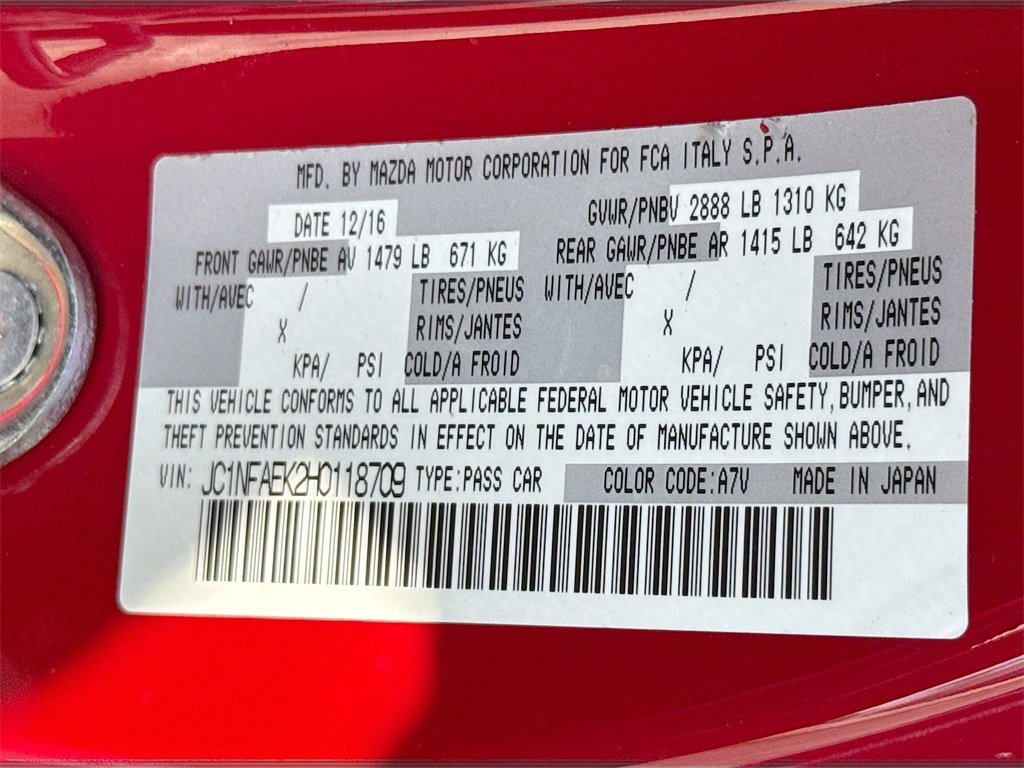 MFD. BY MAZDA MOTOR CORPORATION FOR FCA ITALY S.P.A.
DATE 12/16 GVWR/PNBV 2888 LB 1310 KG
FRONT GAWR/PNBE AV 1479 LB 671 KG REAR GAWR/PNBE AR 1415 LB 642 KG
WITH/AVEC / TIRES/PNEUS WITH/AVEC / TIRES/PNEUS
X RIMS/JANTES X RIMS/JANTES
KPA/ PSI COLD/A FROID KPA/ PSI COLD/A FROID
THIS VEHICLE CONFORMS TO ALL APPLICABLE FEDERAL MOTOR VEHICLE SAFETY, BUMPER, AND
THEFT PREVENTION STANDARDS IN EFFECT ON THE DATE OF MANUFACTURE SHOWN ABOVE.
VIN: JC1NFAEK2H0118709 TYPE:PASS CAR COLOR CODE:A7V MADE IN JAPAN